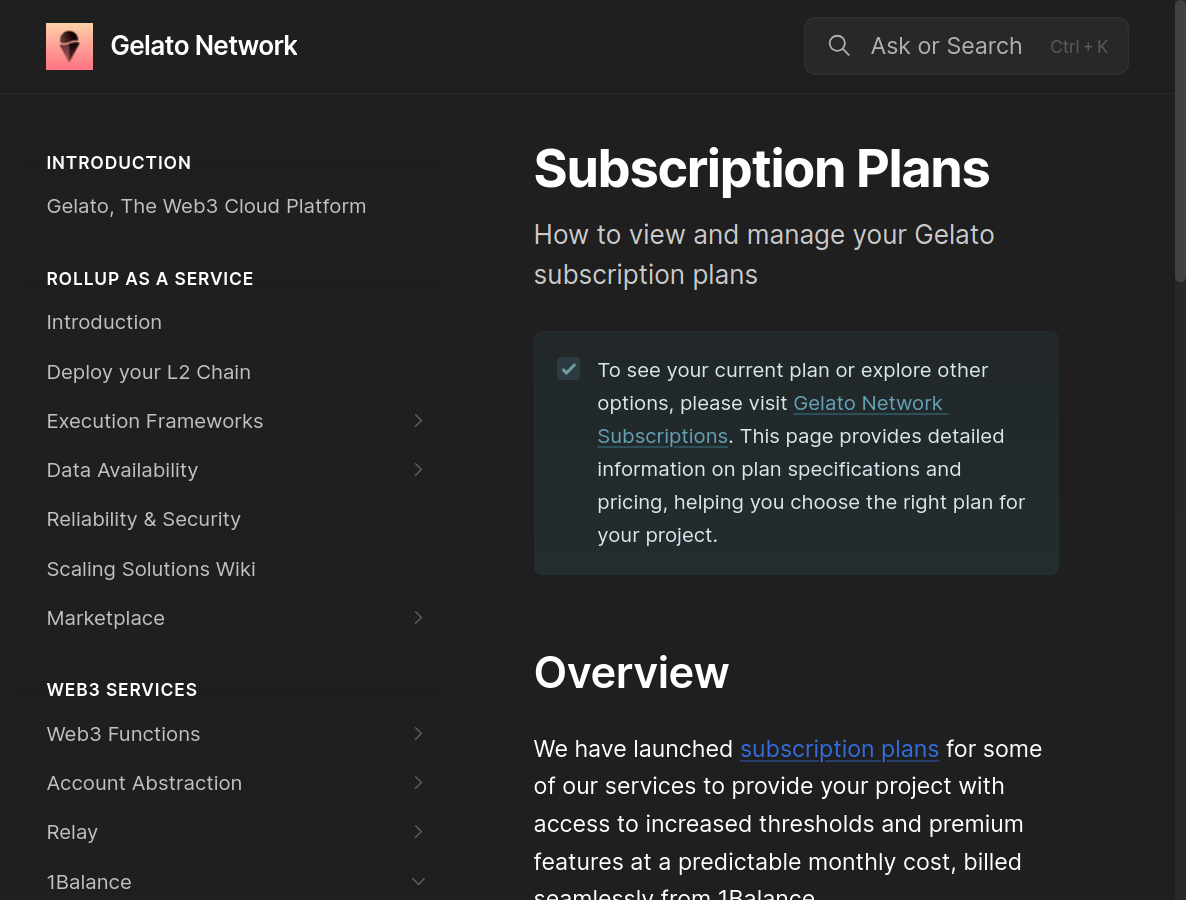 Gelato Network
Ask or Search Ctrl + K
INTRODUCTION
Gelato, The Web3 Cloud Platform
ROLLUP AS A SERVICE
Introduction
Deploy your L2 Chain
Execution Frameworks
Data Availability
Reliability & Security
Scaling Solutions Wiki
Marketplace
WEB3 SERVICES
Web3 Functions
Account Abstraction
Relay
1Balance
Subscription Plans
How to view and manage your Gelato
subscription plans
To see your current plan or explore other
options, please visit Gelato Network
Subscriptions. This page provides detailed
information on plan specifications and
pricing, helping you choose the right plan for
your project.
Overview
We have launched subscription plans for some
of our services to provide your project with
access to increased thresholds and premium
features at a predictable monthly cost, billed
seamlessly from 1Balance.